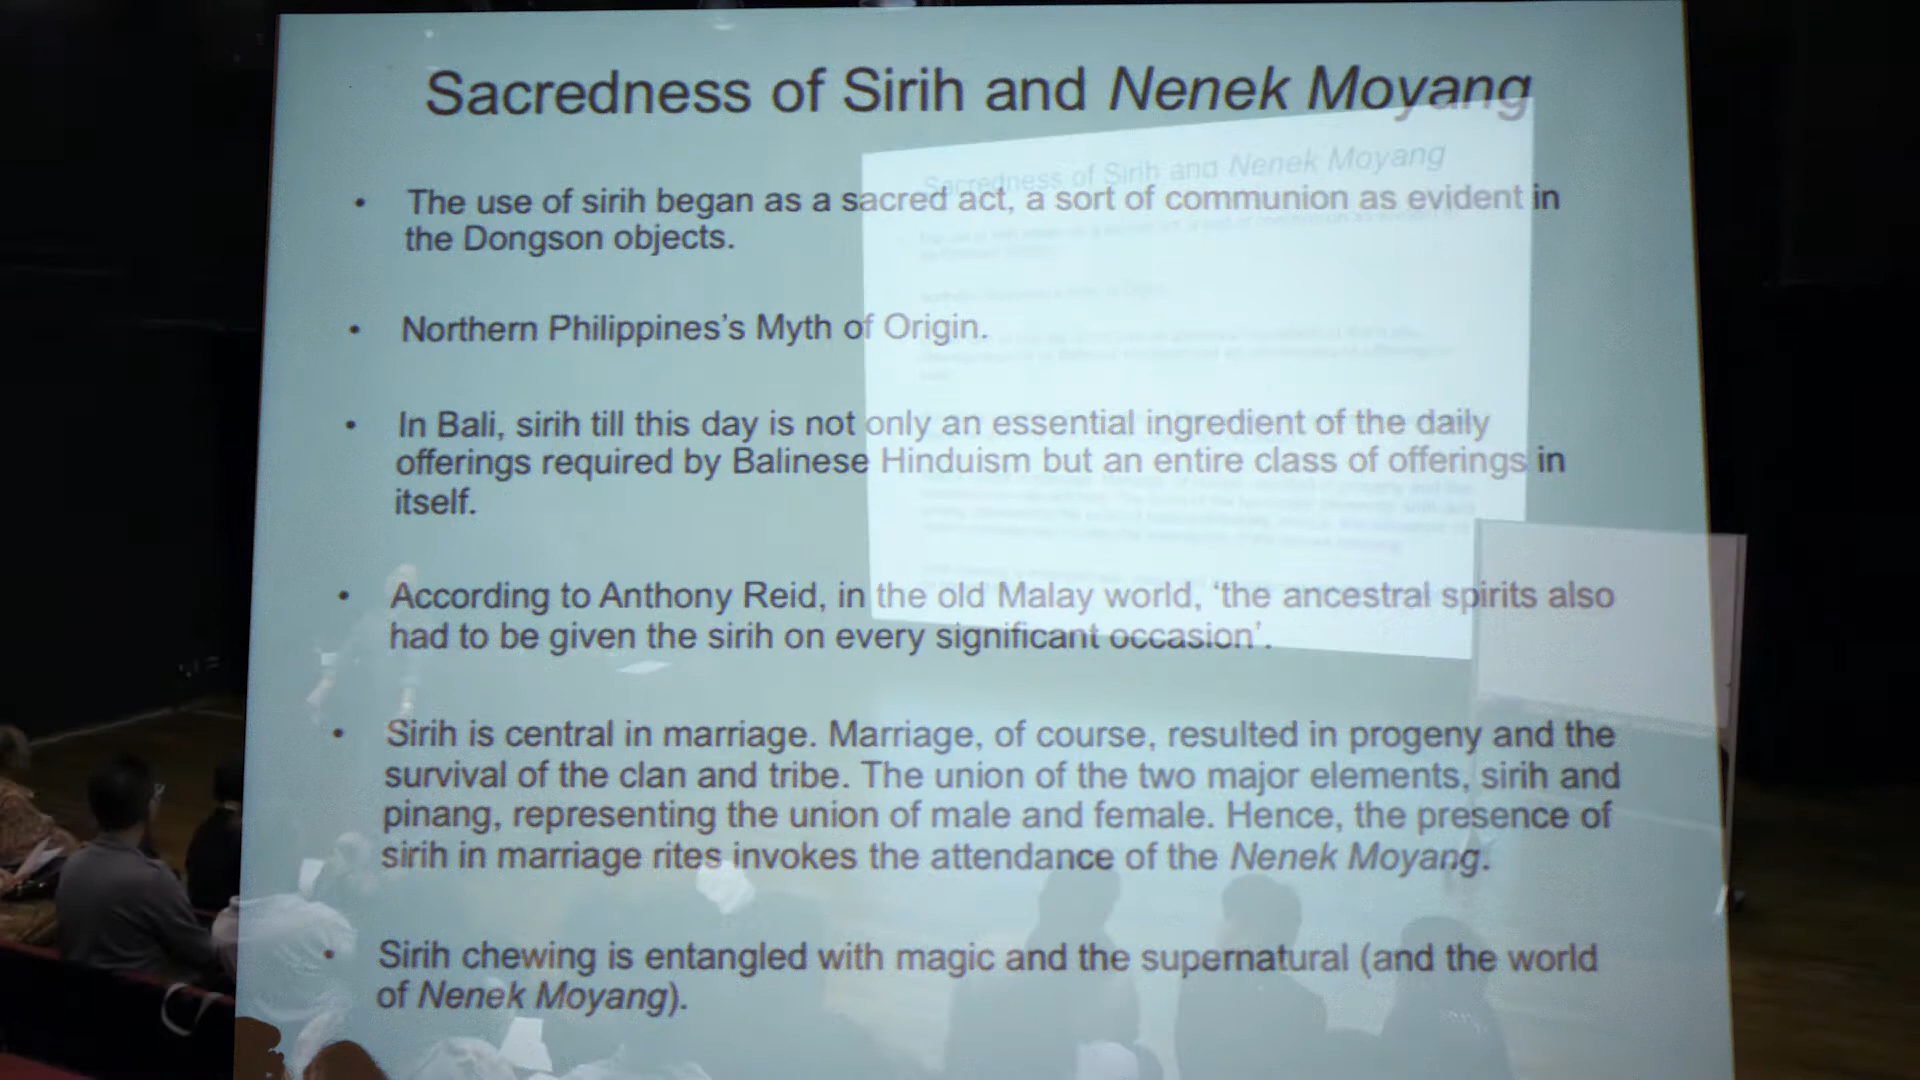 Sacredness of Sirih and Nenek Moyang
• The use of sirih began as a sacred act, a sort of communion as evident in
the Dongson objects.
• Northern Philippines's Myth of Origin.
• In Bali, sirih till this day is not only an essential ingredient of the daily
offerings required by Balinese Hinduism but an entire class of offerings in
itself.
• According to Anthony Reid, in the old Malay world, ‘the ancestral spirits also
had to be given the sirih on every significant occasion’.
• Sirih is central in marriage. Marriage, of course, resulted in progeny and the
survival of the clan and tribe. The union of the two major elements, sirih and
pinang, representing the union of male and female. Hence, the presence of
sirih in marriage rites invokes the attendance of the Nenek Moyang.
• Sirih chewing is entangled with magic and the supernatural (and the world
of Nenek Moyang).
Sacredness of Sirih and Nenek Moyang